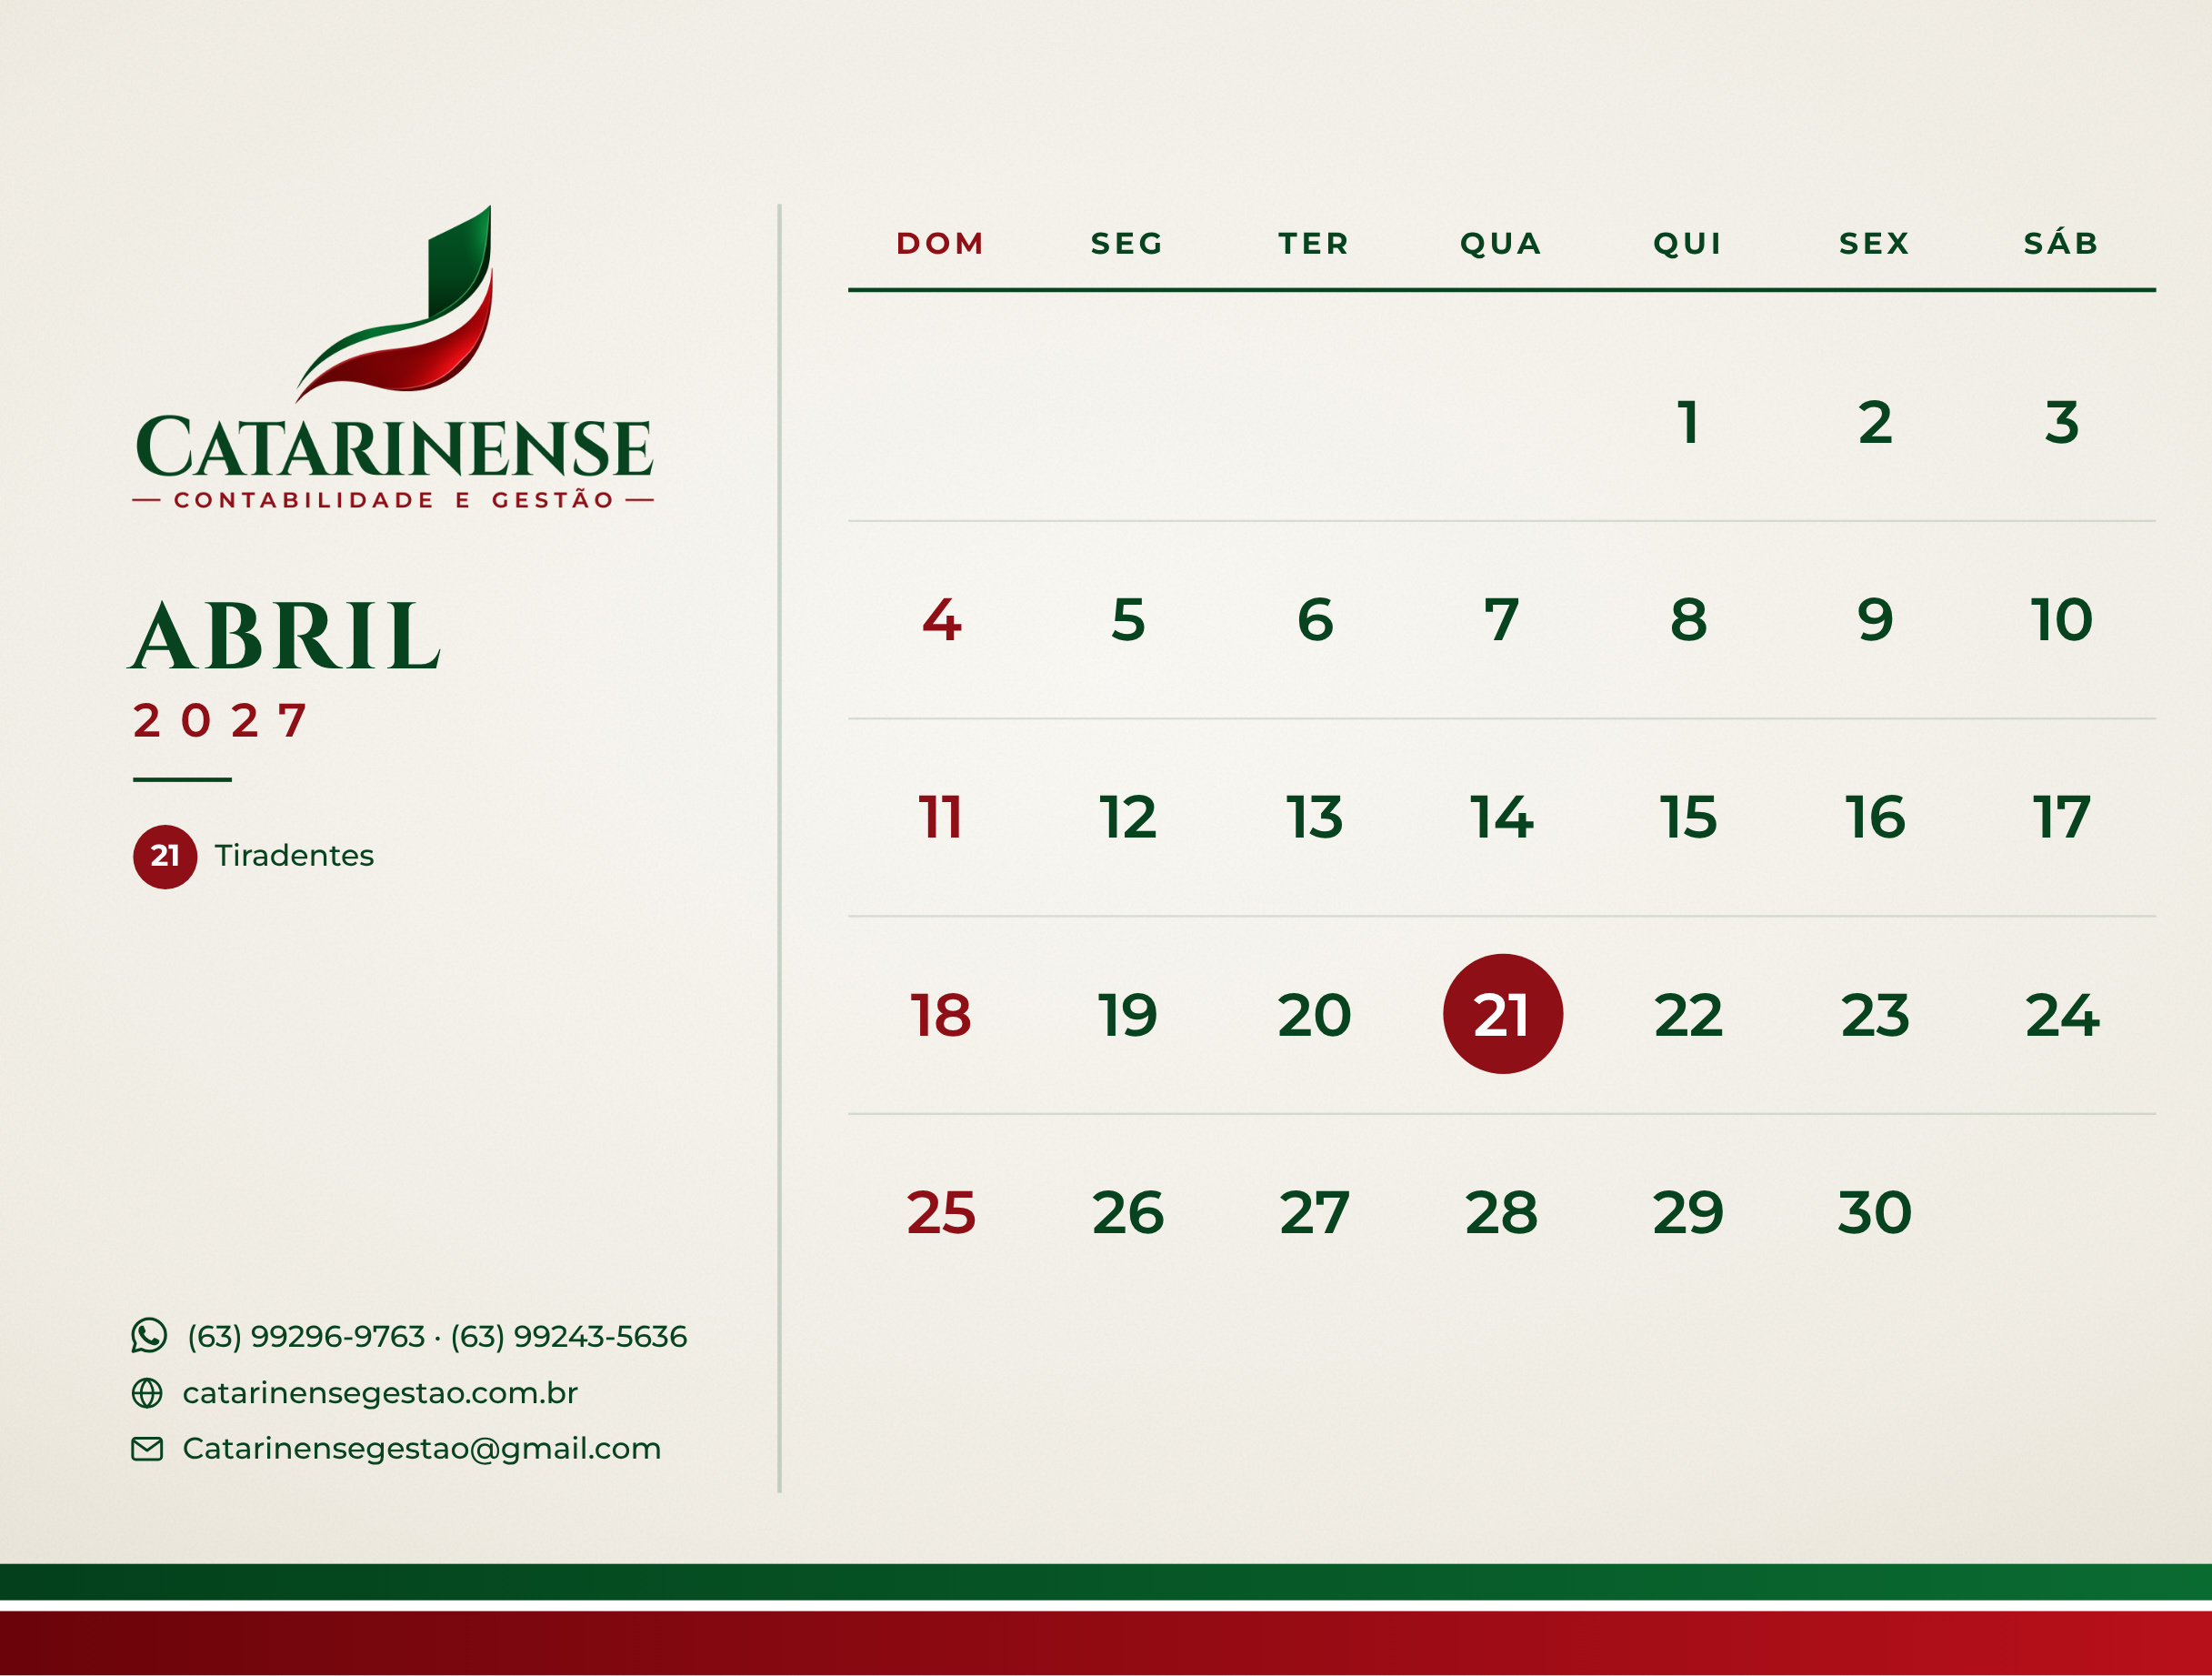 CATARINENSE
CONTABILIDADE E GESTÃO
ABRIL
2027
21 Tiradentes
(63) 99296-9763 · (63) 99243-5636
catarinensegestao.com.br
Catarinensegestao@gmail.com
DOM SEG TER QUA QUI SEX SÁB
1 2 3
4 5 6 7 8 9 10
11 12 13 14 15 16 17
18 19 20 21 22 23 24
25 26 27 28 29 30